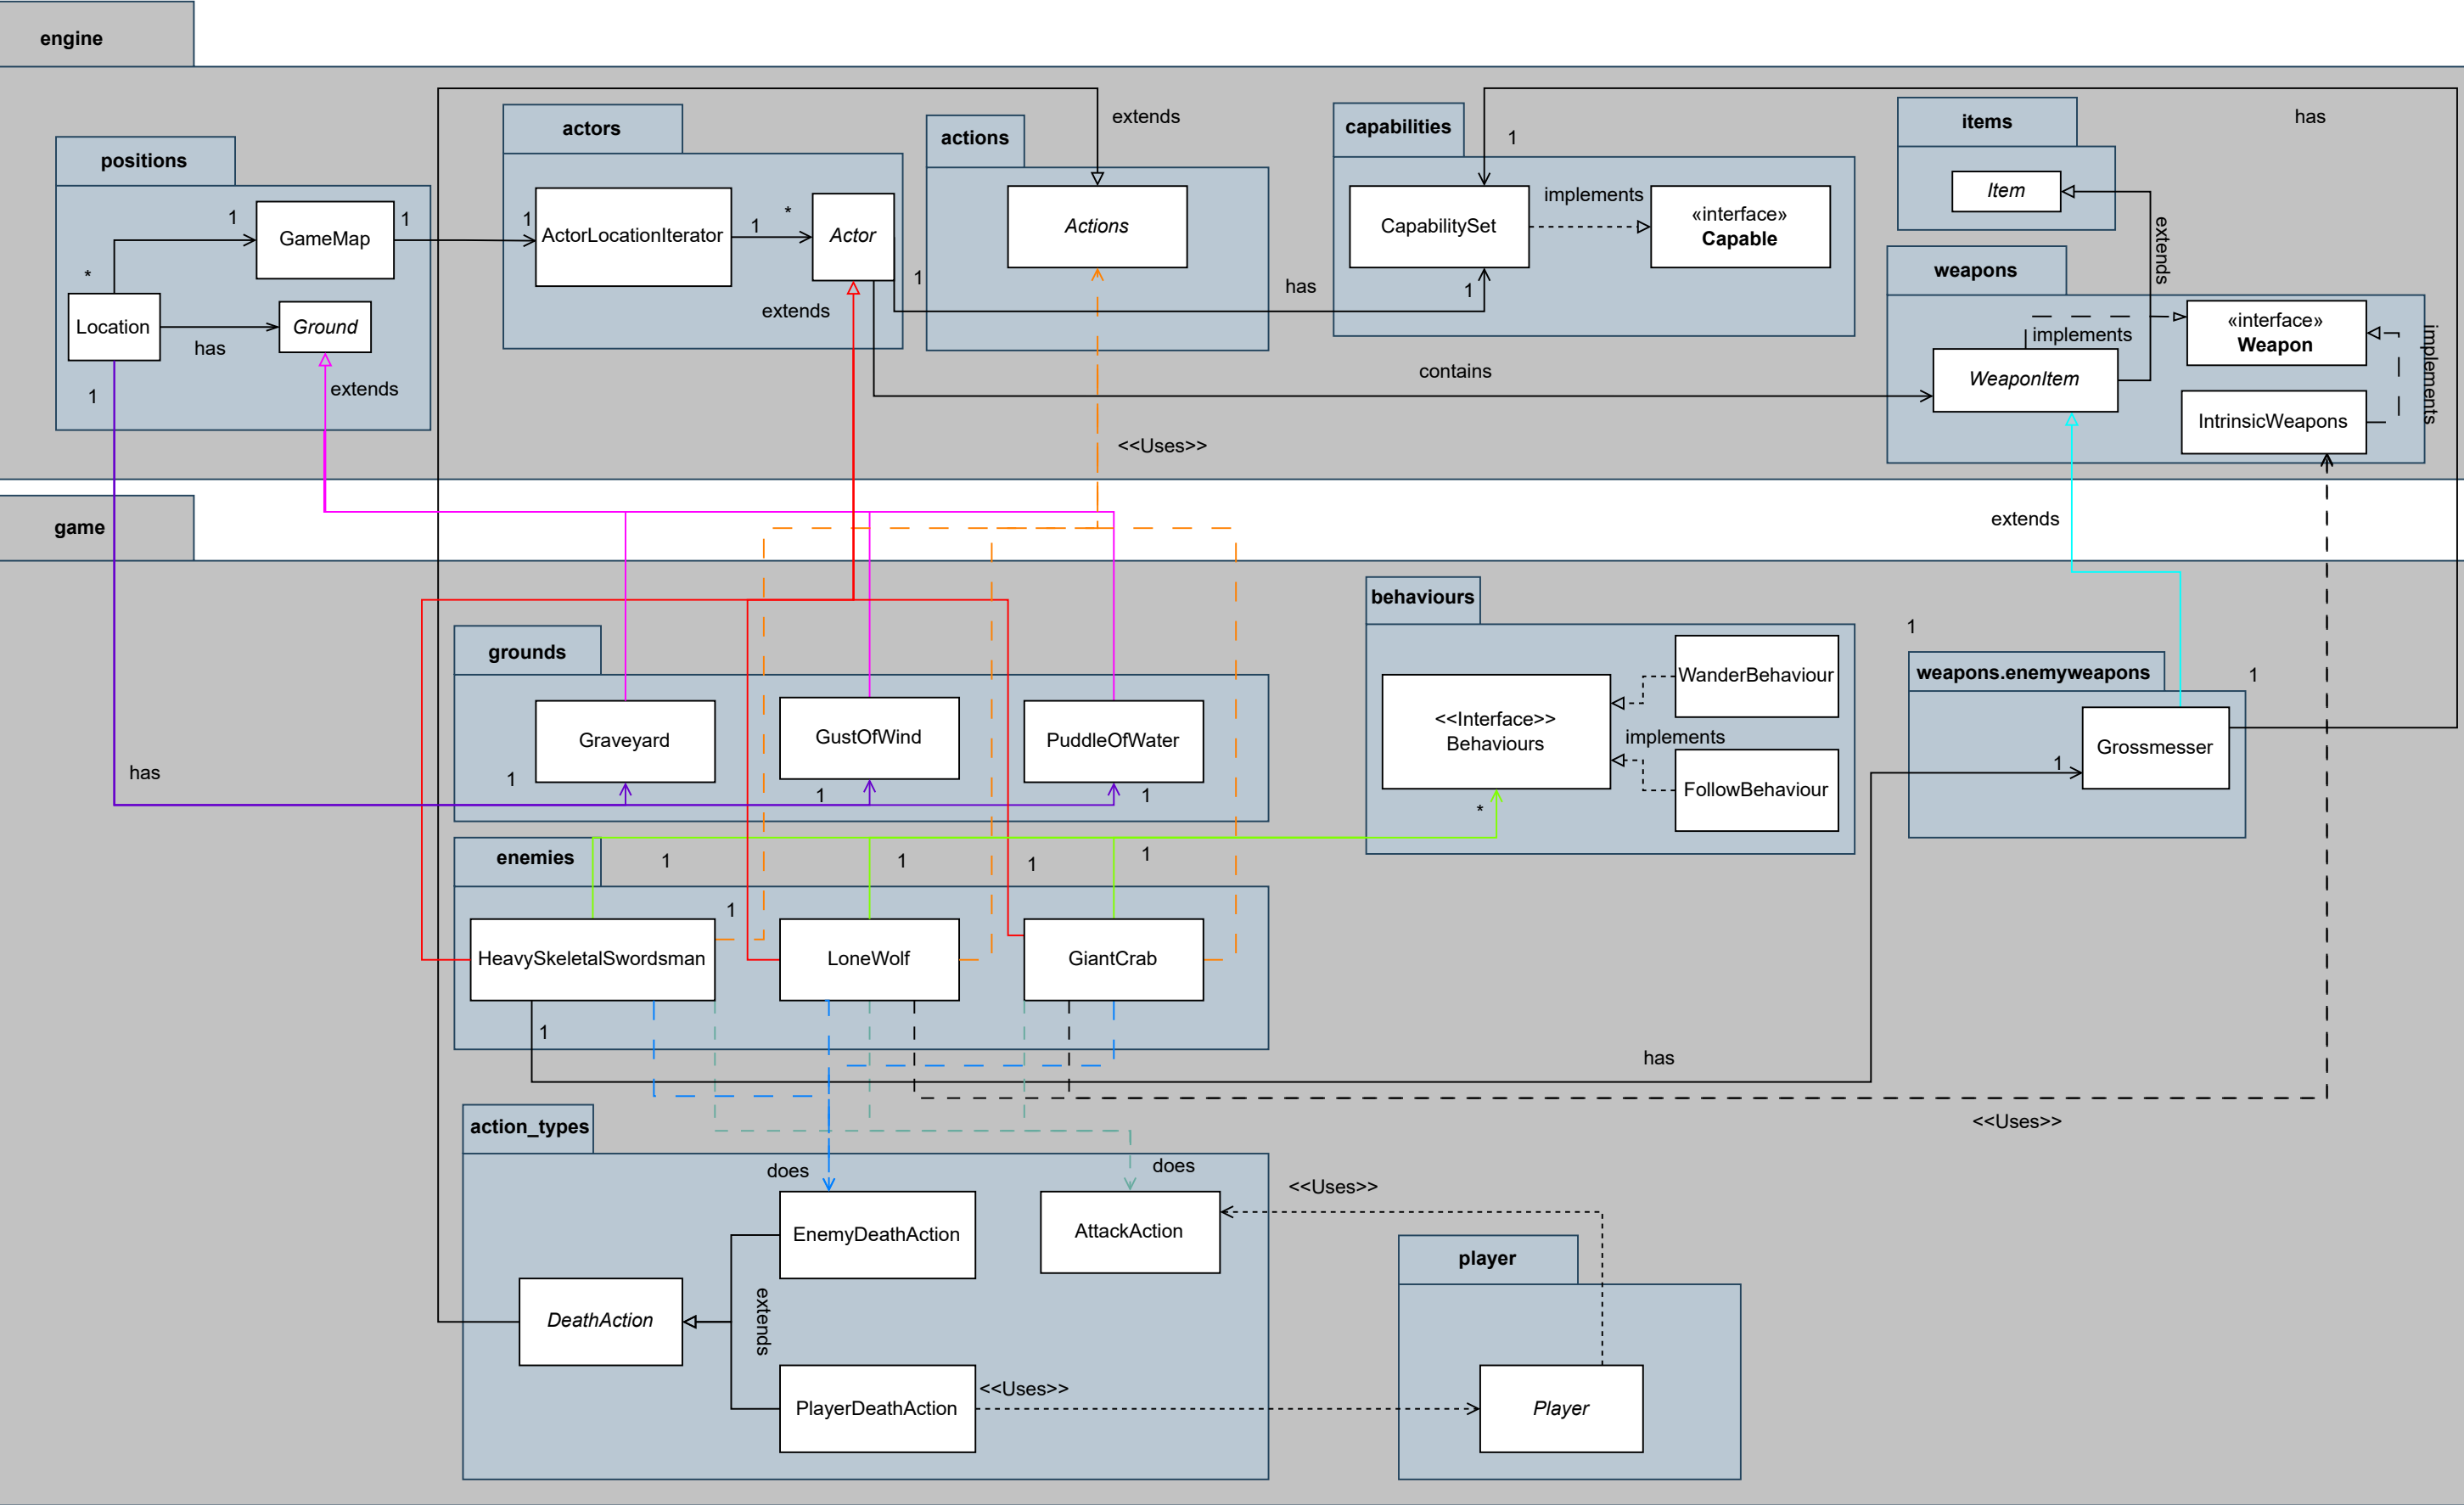 engine
positions
1
GameMap
1
*
Location
has
Ground
1
extends
actors
1
ActorLocationIterator
1
*
Actor
extends
1
actions
extends
Actions
<<Uses>>
capabilities
1
CapabilitySet
implements
«interface»
Capable
1
has
contains
items
has
Item
extends
weapons
«interface»
Weapon
implements
WeaponItem
implements
IntrinsicWeapons
game
extends
grounds
Graveyard
GustOfWind
PuddleOfWater
has
1
1
1
behaviours
<<Interface>>
Behaviours
WanderBehaviour
implements
FollowBehaviour
*
1
weapons.enemyweapons
1
Grossmesser
1
enemies
1
1
1
1
1
HeavySkeletalSwordsman
LoneWolf
GiantCrab
1
has
<<Uses>>
action_types
does
does
EnemyDeathAction
AttackAction
<<Uses>>
DeathAction
extends
PlayerDeathAction
<<Uses>>
player
Player